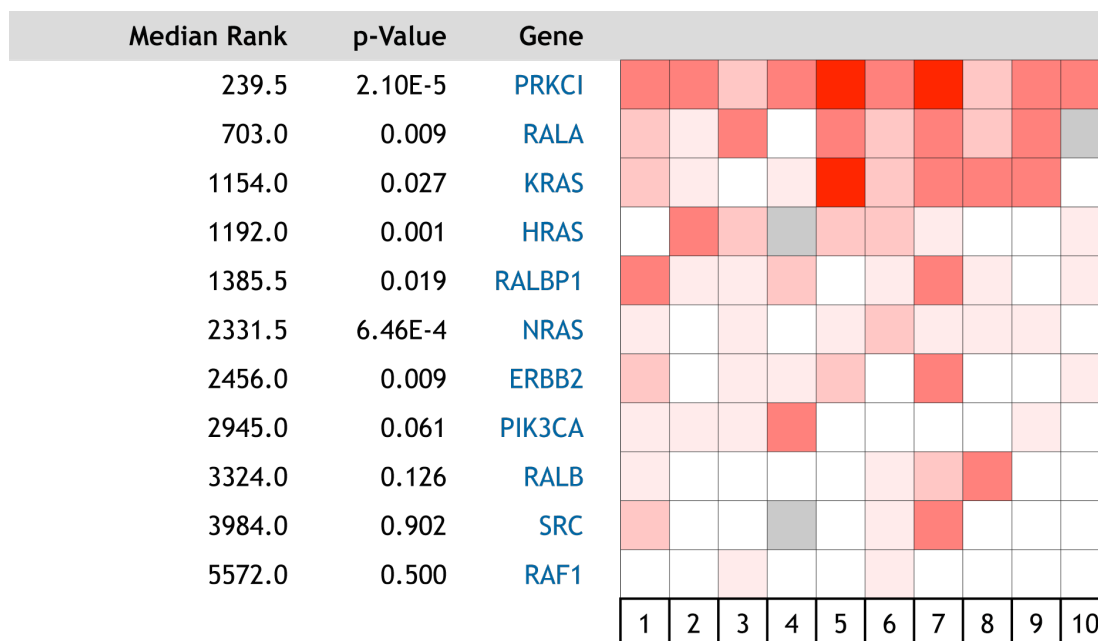 Median Rank p-Value Gene
239.5 2.10E-5 PRKCI
703.0 0.009 RALA
1154.0 0.027 KRAS
1192.0 0.001 HRAS
1385.5 0.019 RALBP1
2331.5 6.46E-4 NRAS
2456.0 0.009 ERBB2
2945.0 0.061 PIK3CA
3324.0 0.126 RALB
3984.0 0.902 SRC
5572.0 0.500 RAF1
1 2 3 4 5 6 7 8 9 10